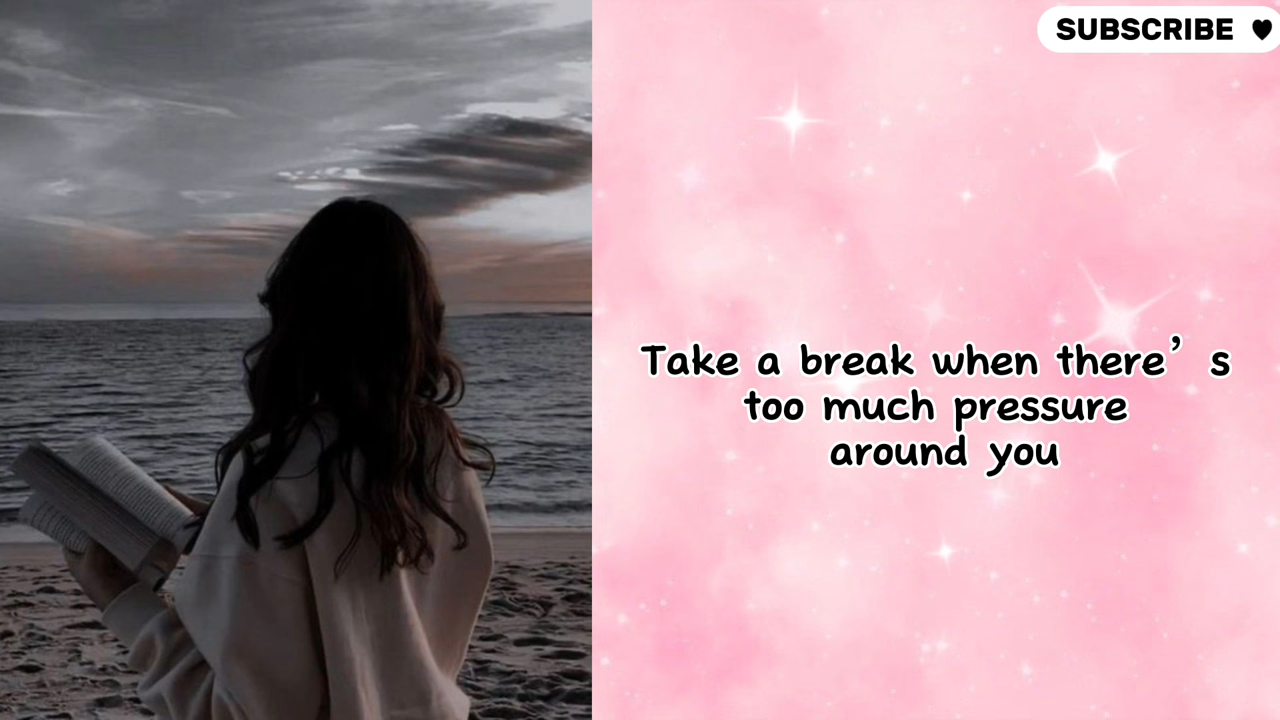 SUBSCRIBE ♥
Take a break when there’s
too much pressure
around you